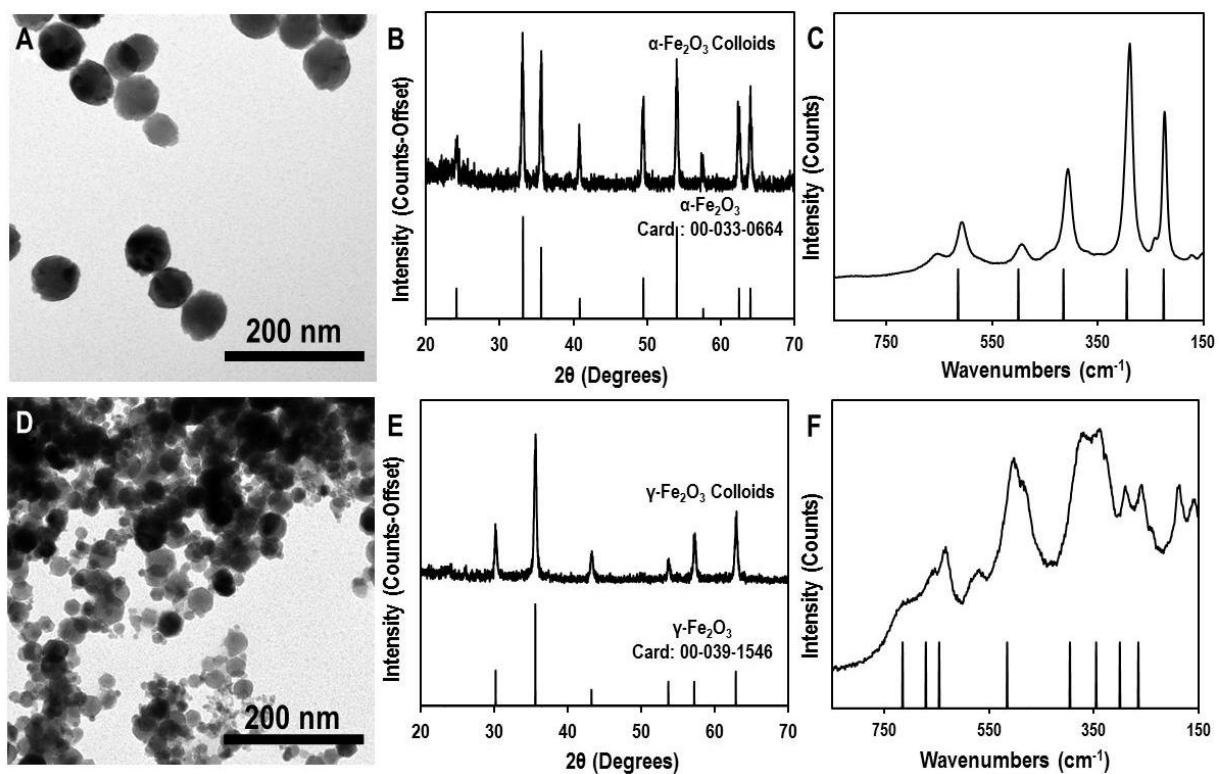 A
200 nm
B
α-Fe2O3 Colloids
α-Fe2O3
Card : 00-033-0664
Intensity (Counts-Offset)
20 30 40 50 60 70
2θ (Degrees)
C
Intensity (Counts)
750 550 350 150
Wavenumbers (cm-1)
D
200 nm
E
γ-Fe2O3 Colloids
γ-Fe2O3
Card: 00-039-1546
Intensity (Counts-Offset)
20 30 40 50 60 70
2θ (Degrees)
F
Intensity (Counts)
750 550 350 150
Wavenumbers (cm-1)